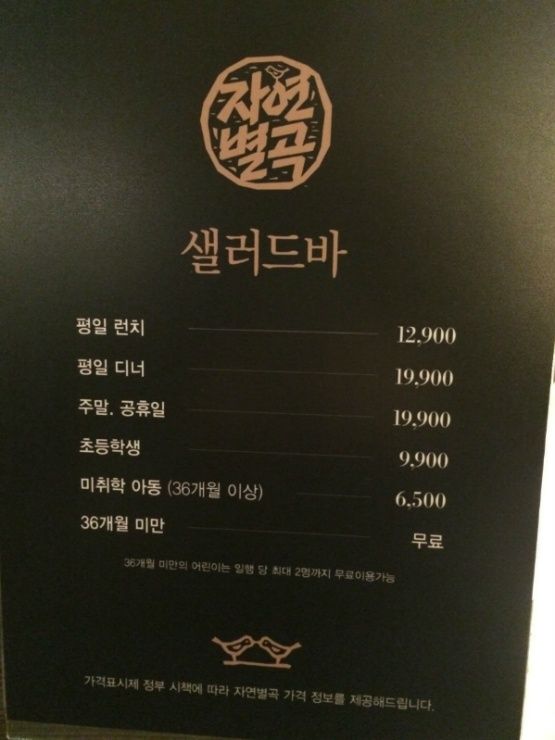 자연
별곡
샐러드바
평일 런치 12,900
평일 디너 19,900
주말, 공휴일 19,900
초등학생 9,900
미취학 아동 (36개월 이상) 6,500
36개월 미만 무료
36개월 미만의 어린이는 일행 당 최대 2명까지 무료이용가능
가격표시제 정부 시책에 따라 자연별곡 가격 정보를 제공해드립니다.